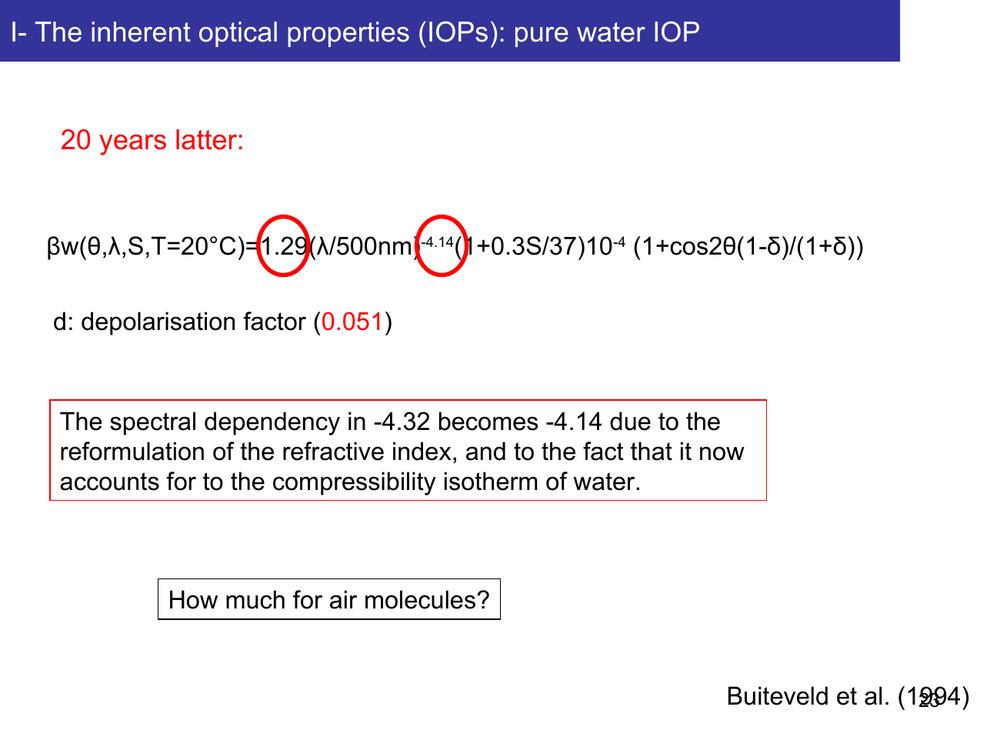 I- The inherent optical properties (IOPs): pure water IOP
20 years latter:
βw(θ,λ,S,T=20°C)=1.29(λ/500nm)-4.14(1+0.3S/37)10-4 (1+cos2θ(1-δ)/(1+δ))
d: depolarisation factor (0.051)
The spectral dependency in -4.32 becomes -4.14 due to the
reformulation of the refractive index, and to the fact that it now
accounts for to the compressibility isotherm of water.
How much for air molecules?
Buiteveld et al. (1994)
23